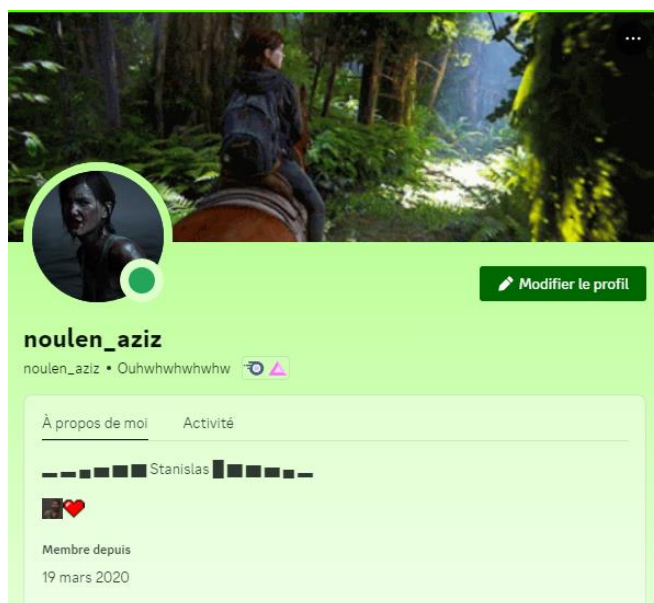 Modifier le profil
noulen_aziz
noulen_aziz • Ouhwhwhwhwhw
À propos de moi Activité
▂ ▂ ▄ ▅ ▆ ▇ Stanislas █ ▇ ▆ ▅ ▄ ▂
Membre depuis
19 mars 2020